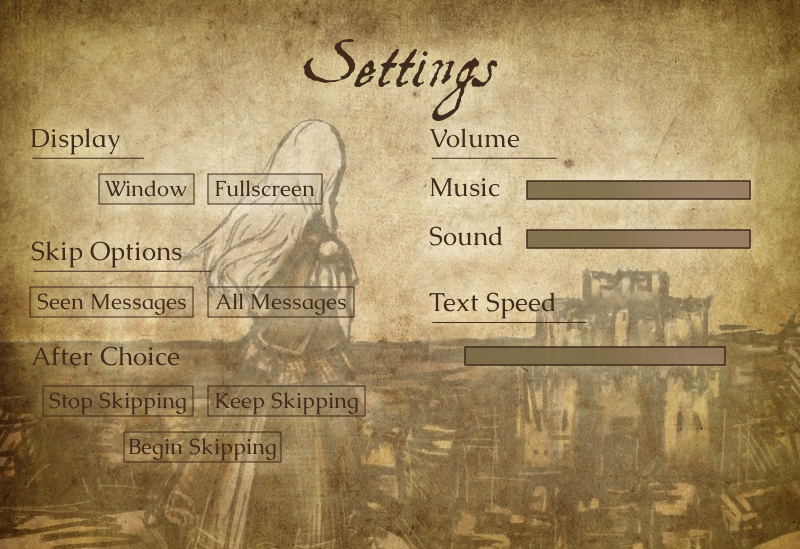 Settings
Display
Window Fullscreen
Skip Options
Seen Messages All Messages
After Choice
Stop Skipping Keep Skipping
Begin Skipping
Volume
Music
Sound
Text Speed